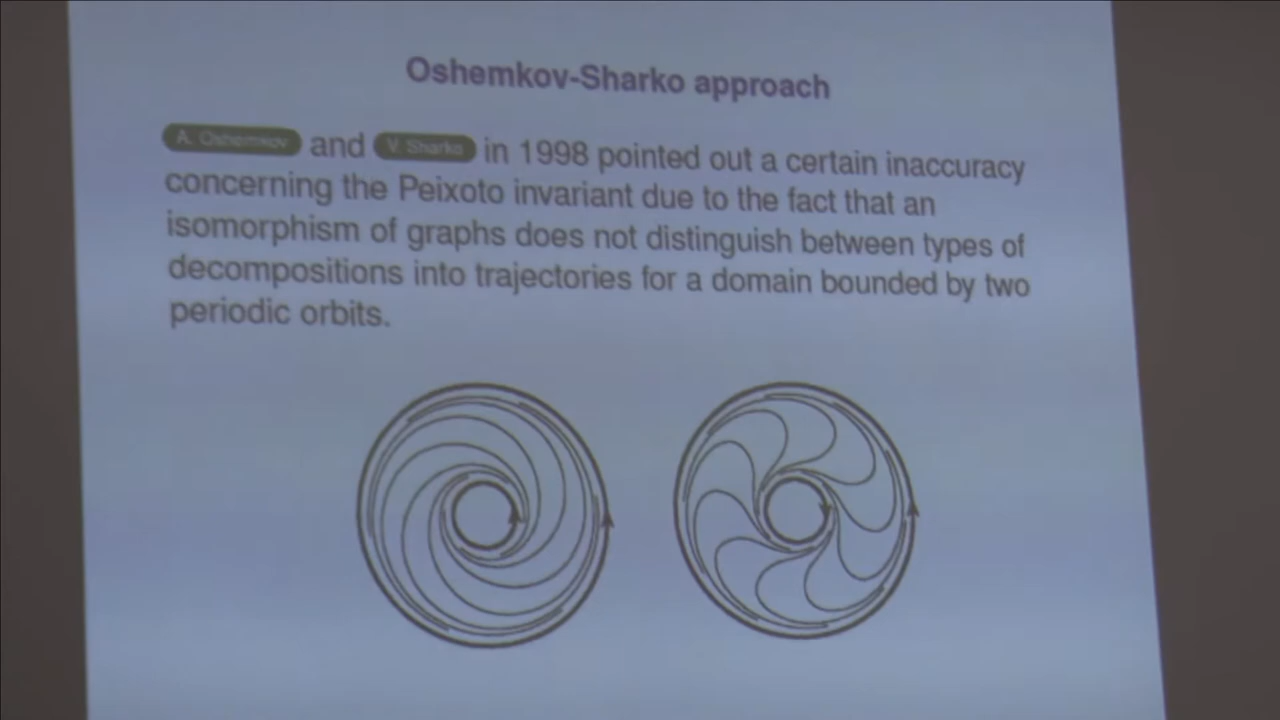 Oshemkov-Sharko approach
A. Oshemkov and V. Sharko in 1998 pointed out a certain inaccuracy
concerning the Peixoto invariant due to the fact that an
isomorphism of graphs does not distinguish between types of
decompositions into trajectories for a domain bounded by two
periodic orbits.